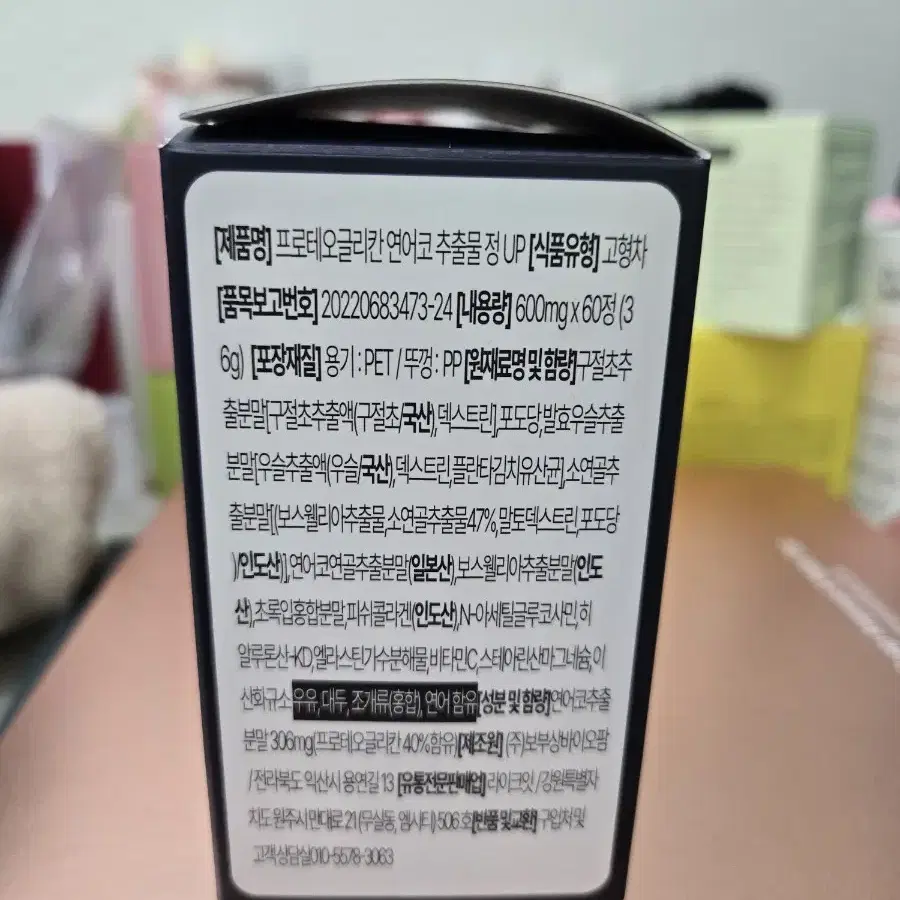 [제품명] 프로테오글리칸 연어코 추출물 정 UP [식품유형] 고형차
[품목보고번호] 20220683473-24 [내용량] 600mg x 60정 (3
6g) [포장재질] 용기 : PET / 뚜껑 : PP [원재료명 및 함량]구절초추
출분말[구절초추출액(구절초/국산),덱스트린],포도당,발효우슬추출
분말[우슬추출액(우슬/국산),덱스트린,플란타김치유산균],소연골추
출분말[(보스웰리아추출물,소연골추출물47%,말토덱스트린,포도당
)/인도산)],연어코연골추출분말(일본산),보스웰리아추출분말(인도
산),초록입홍합분말,피쉬콜라겐(인도산),N-아세틸글루코사민,히
알루론산-KD,엘라스틴가수분해물,비타민C,스테아린산마그네슘,이
산화규소 우유, 대두, 조개류(홍합), 연어 함유 [성분 및 함량]연어코추출
분말 306mg(프로테오글리칸 40%함유) [제조원] (주)보부상바이오팜
/ 전라북도 익산시 용연길 13 [유통전문판매업] 라이크잇 / 강원특별자
치도 원주시 만대로 21 (무실동, 엠시티) 506호 [반품 및 교환] 구입처 및
고객상담실010-5578-3063